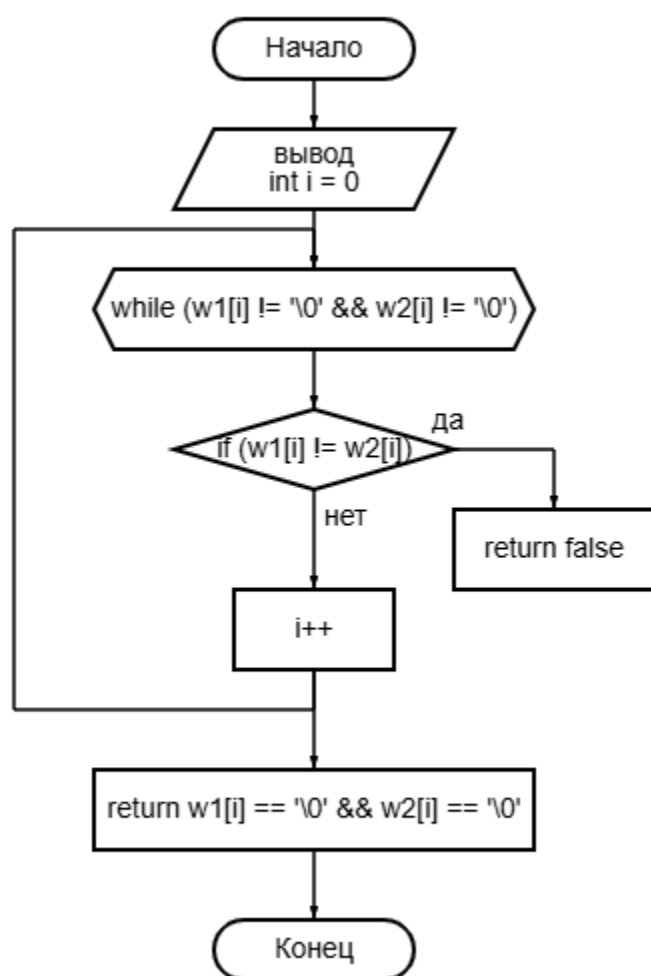 Начало
вывод
int i = 0
while (w1[i] != '\0' && w2[i] != '\0')
if (w1[i] != w2[i])
да
нет
return false
i++
return w1[i] == '\0' && w2[i] == '\0'
Конец